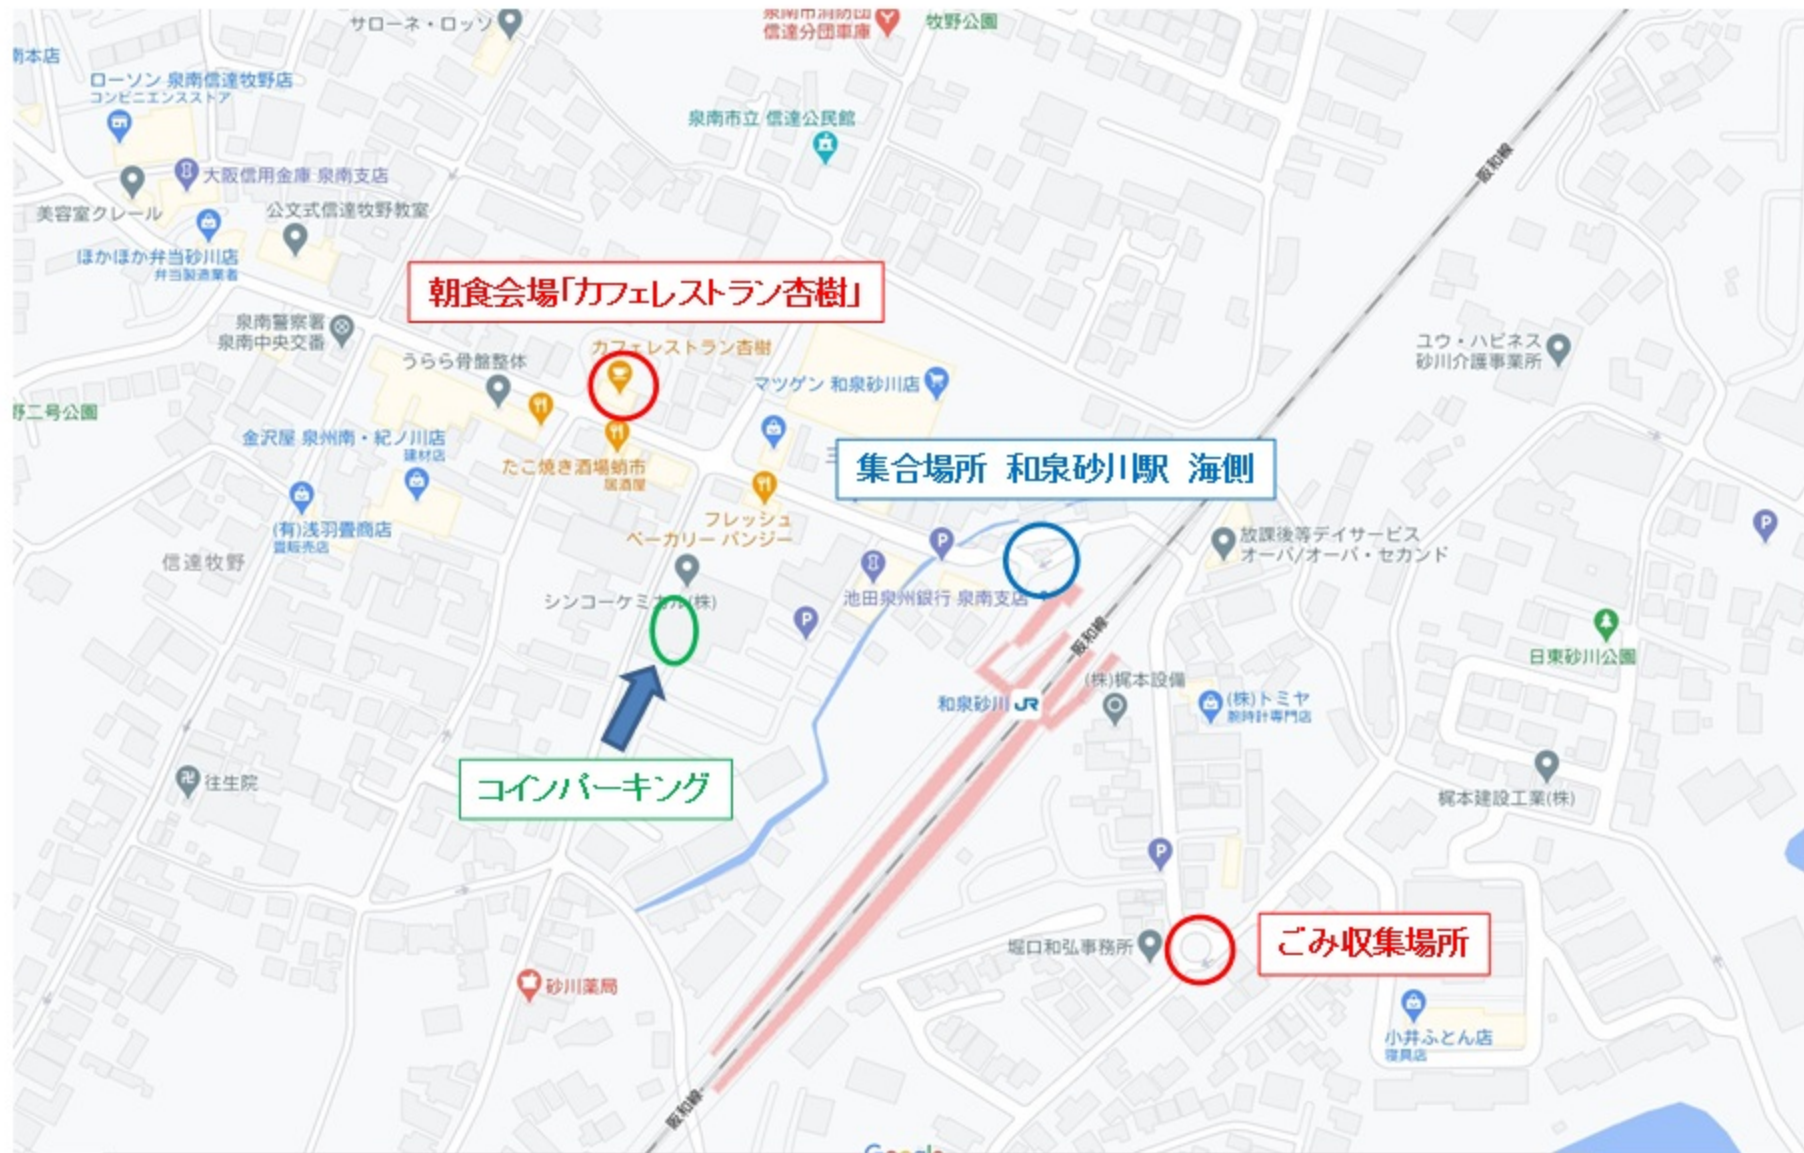 サローネ・ロッソ
泉南市消防団
信達分団車庫
牧野公園
南本店
ローソン 泉南信達牧野店
コンビニエンスストア
泉南市立 信達公民館
阪和線
大阪信用金庫 泉南支店
美容室クレール
公文式信達牧野教室
ほかほか弁当砂川店
弁当製造業者
朝食会場「カフェレストラン杏樹」
泉南警察署
泉南中央交番
カフェレストラン杏樹
うらら骨盤整体
マツゲン 和泉砂川店
ユウ・ハピネス
砂川介護事業所
野二号公園
金沢屋 泉州南・紀ノ川店
建材店
たこ焼き酒場蛸市
居酒屋
三
集合場所 和泉砂川駅 海側
(有)浅羽畳商店
畳販売店
フレッシュ
ベーカリー パンジー
P
P
放課後等デイサービス
オーパ/オーパ・セカンド
信達牧野
シンコーケミカル(株)
池田泉州銀行 泉南支店
P
阪和線
日東砂川公園
(株)梶本設備
和泉砂川 JR
(株)トミヤ
腕時計専門店
往生院
コインパーキング
梶本建設工業(株)
P
堀口和弘事務所
ごみ収集場所
砂川薬局
小井ふとん店
寝具店
阪和線
Google